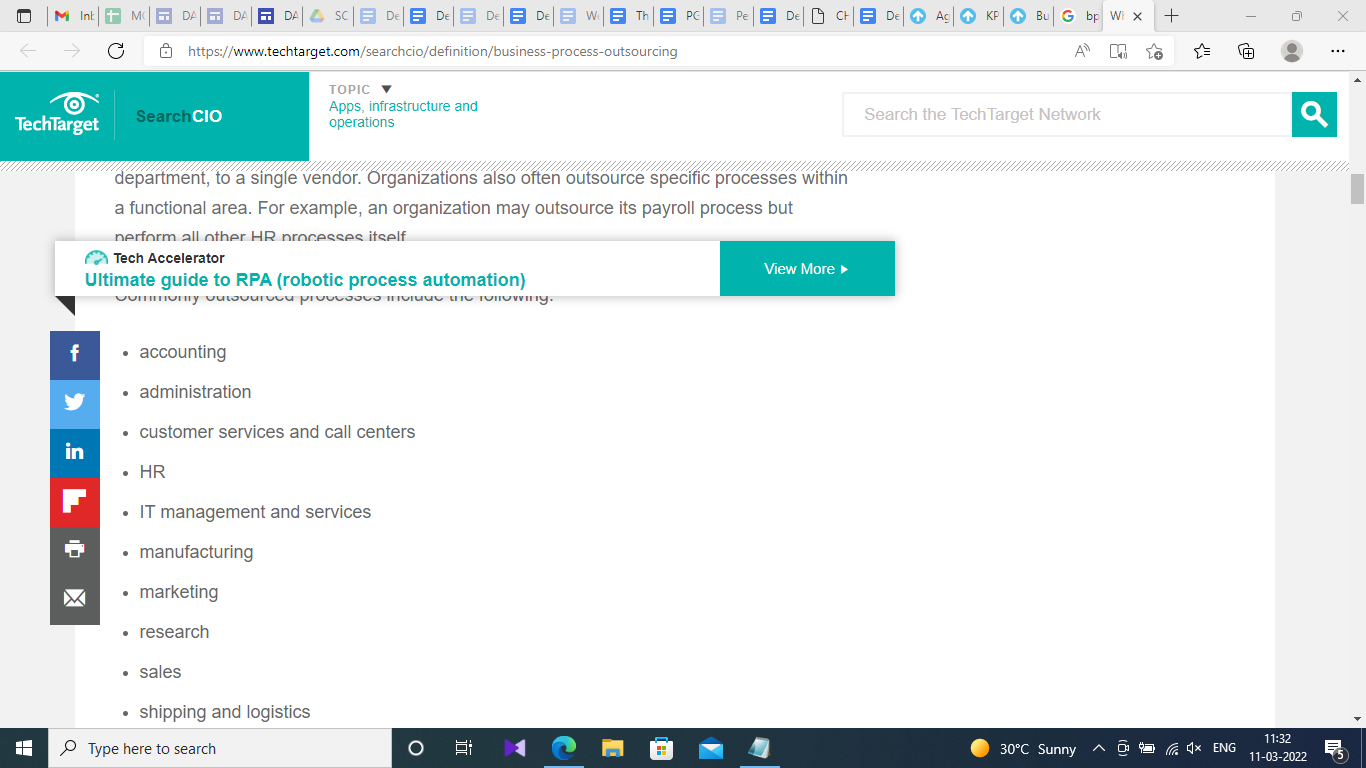 Inb
MC
DA
DA
DA
SC
De
De
De
De
We
Th
PG
Pe
De
CH
De
Ag
KP
Bu
bp
Wh
https://www.techtarget.com/searchcio/definition/business-process-outsourcing
TechTarget
SearchCIO
TOPIC
Apps, infrastructure and
operations
Search the TechTarget Network
department, to a single vendor. Organizations also often outsource specific processes within
a functional area. For example, an organization may outsource its payroll process but
perform all other HR processes itself
Tech Accelerator
Ultimate guide to RPA (robotic process automation)
View More
Commonly outsourced processes include the following:
f
in
• accounting
• administration
• customer services and call centers
• HR
• IT management and services
• manufacturing
• marketing
• research
• sales
• shipping and logistics
Type here to search
30°C Sunny
ENG
11:32
11-03-2022
5